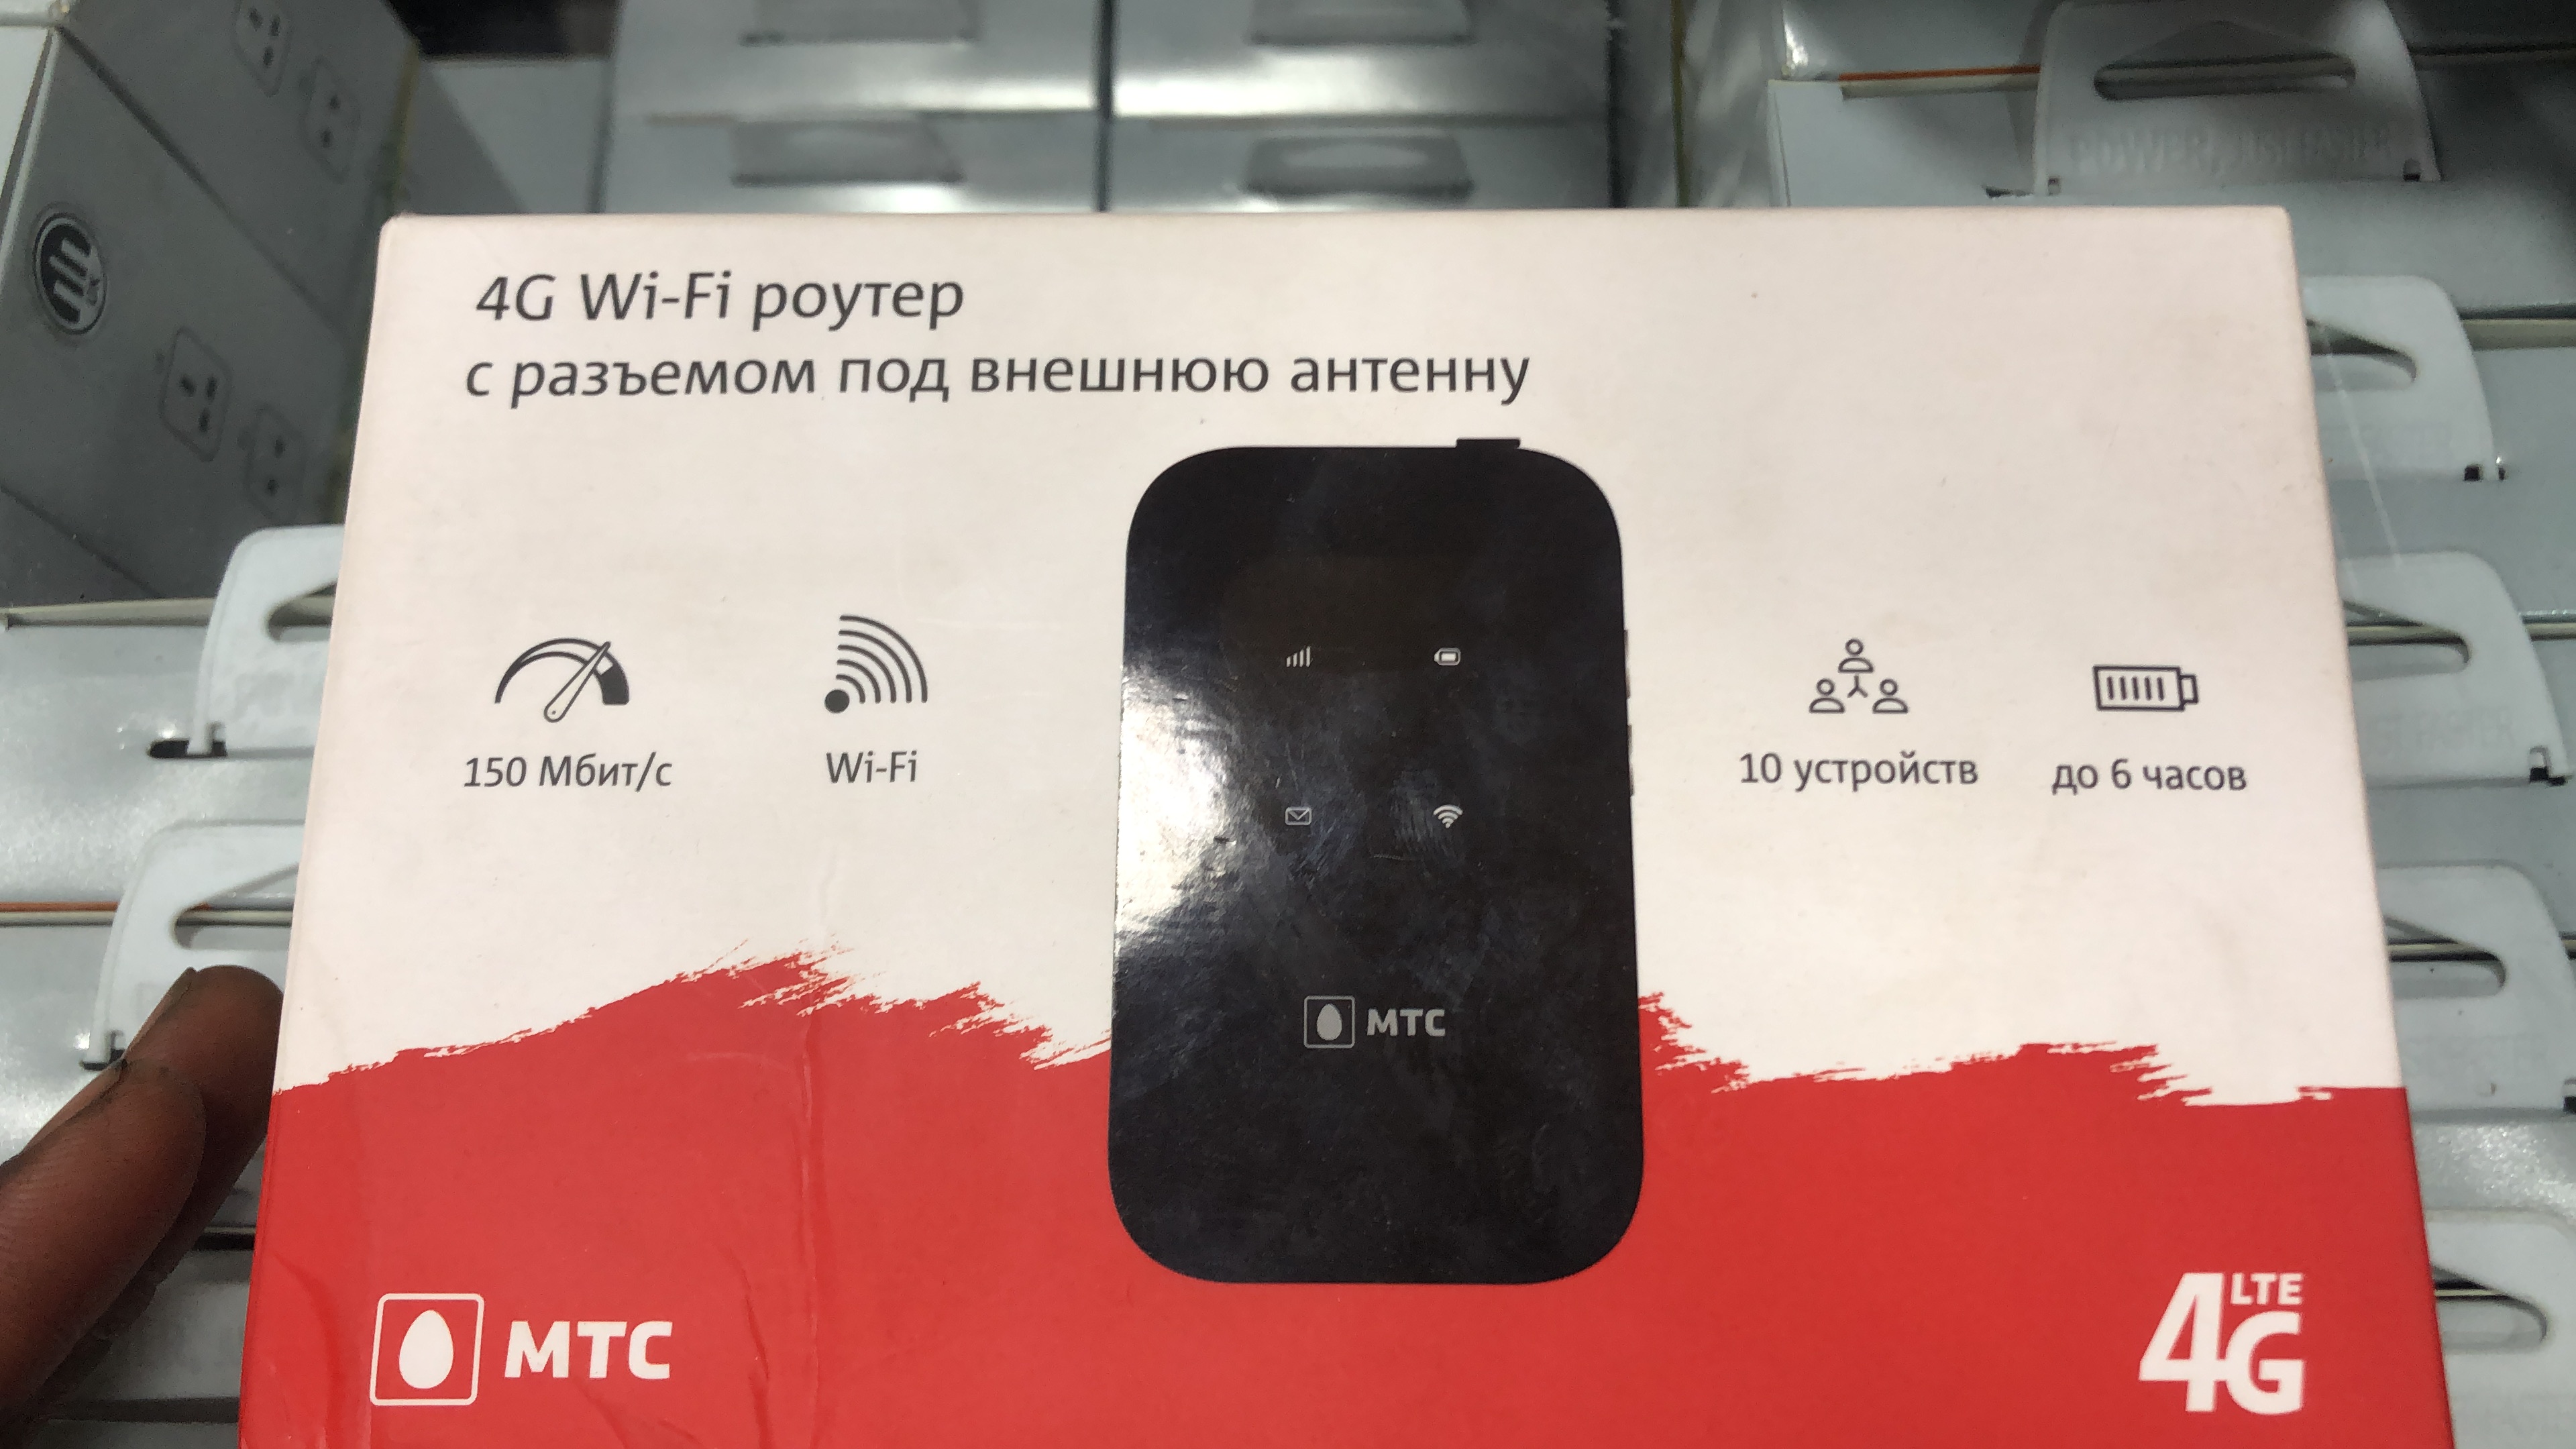 4G Wi-Fi роутер
с разъемом под внешнюю антенну
150 Мбит/с
Wi-Fi
10 устройств
до 6 часов
МТС
МТС
4G LTE